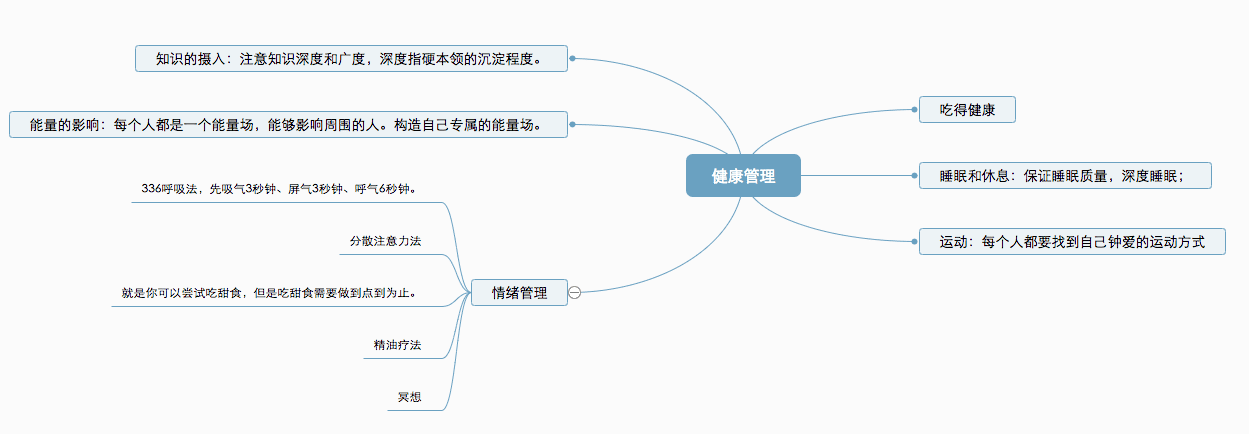 健康管理
吃得健康
睡眠和休息：保证睡眠质量，深度睡眠；
运动：每个人都要找到自己钟爱的运动方式
知识的摄入：注意知识深度和广度，深度指硬本领的沉淀程度。
能量的影响：每个人都是一个能量场，能够影响周围的人。构造自己专属的能量场。
情绪管理
336呼吸法，先吸气3秒钟、屏气3秒钟、呼气6秒钟。
分散注意力法
就是你可以尝试吃甜食，但是吃甜食需要做到点到为止。
精油疗法
冥想